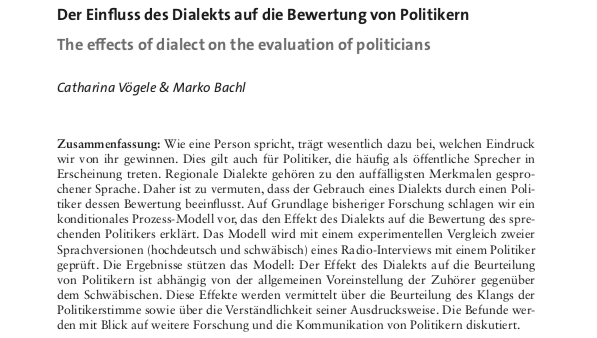 Der Einfluss des Dialekts auf die Bewertung von Politikern
The effects of dialect on the evaluation of politicians
Catharina Vögele & Marko Bachl
Zusammenfassung: Wie eine Person spricht, trägt wesentlich dazu bei, welchen Eindruck
wir von ihr gewinnen. Dies gilt auch für Politiker, die häufig als öffentliche Sprecher in
Erscheinung treten. Regionale Dialekte gehören zu den auffälligsten Merkmalen gespro-
chener Sprache. Daher ist zu vermuten, dass der Gebrauch eines Dialekts durch einen Poli-
tiker dessen Bewertung beeinflusst. Auf Grundlage bisheriger Forschung schlagen wir ein
konditionales Prozess-Modell vor, das den Effekt des Dialekts auf die Bewertung des spre-
chenden Politikers erklärt. Das Modell wird mit einem experimentellen Vergleich zweier
Sprachversionen (hochdeutsch und schwäbisch) eines Radio-Interviews mit einem Politiker
geprüft. Die Ergebnisse stützen das Modell: Der Effekt des Dialekts auf die Beurteilung
von Politikern ist abhängig von der allgemeinen Voreinstellung der Zuhörer gegenüber
dem Schwäbischen. Diese Effekte werden vermittelt über die Beurteilung des Klangs der
Politikerstimme sowie über die Verständlichkeit seiner Ausdrucksweise. Die Befunde wer-
den mit Blick auf weitere Forschung und die Kommunikation von Politikern diskutiert.